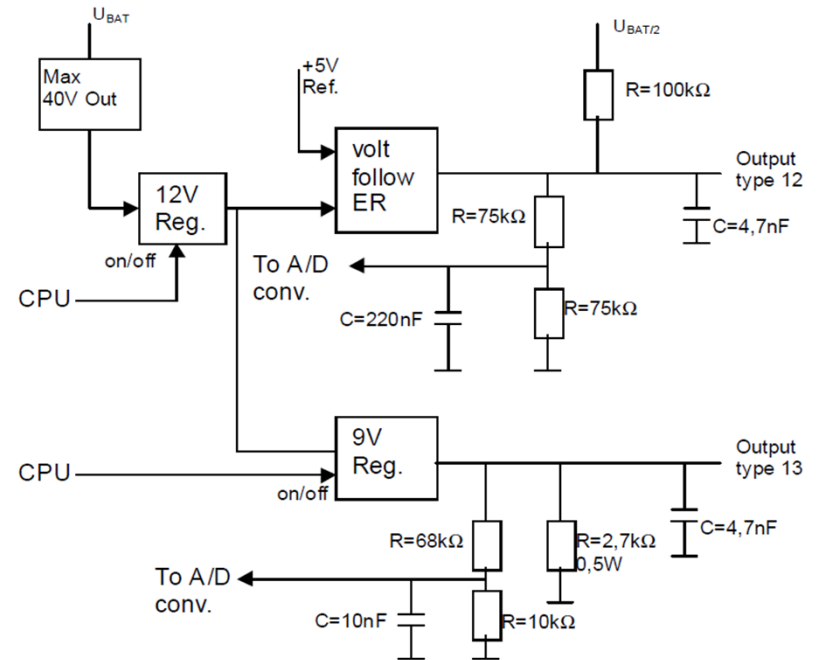 UBAT
Max
40V Out
+5V
Ref.
UBAT/2
R=100kΩ
volt
follow
ER
Output
type 12
12V
Reg.
R=75kΩ
C=4,7nF
on/off
To A/D
conv.
CPU
C=220nF
R=75kΩ
9V
Reg.
Output
type 13
CPU
on/off
R=68kΩ
R=2,7kΩ
0,5W
C=4,7nF
To A/D
conv.
C=10nF
R=10kΩ